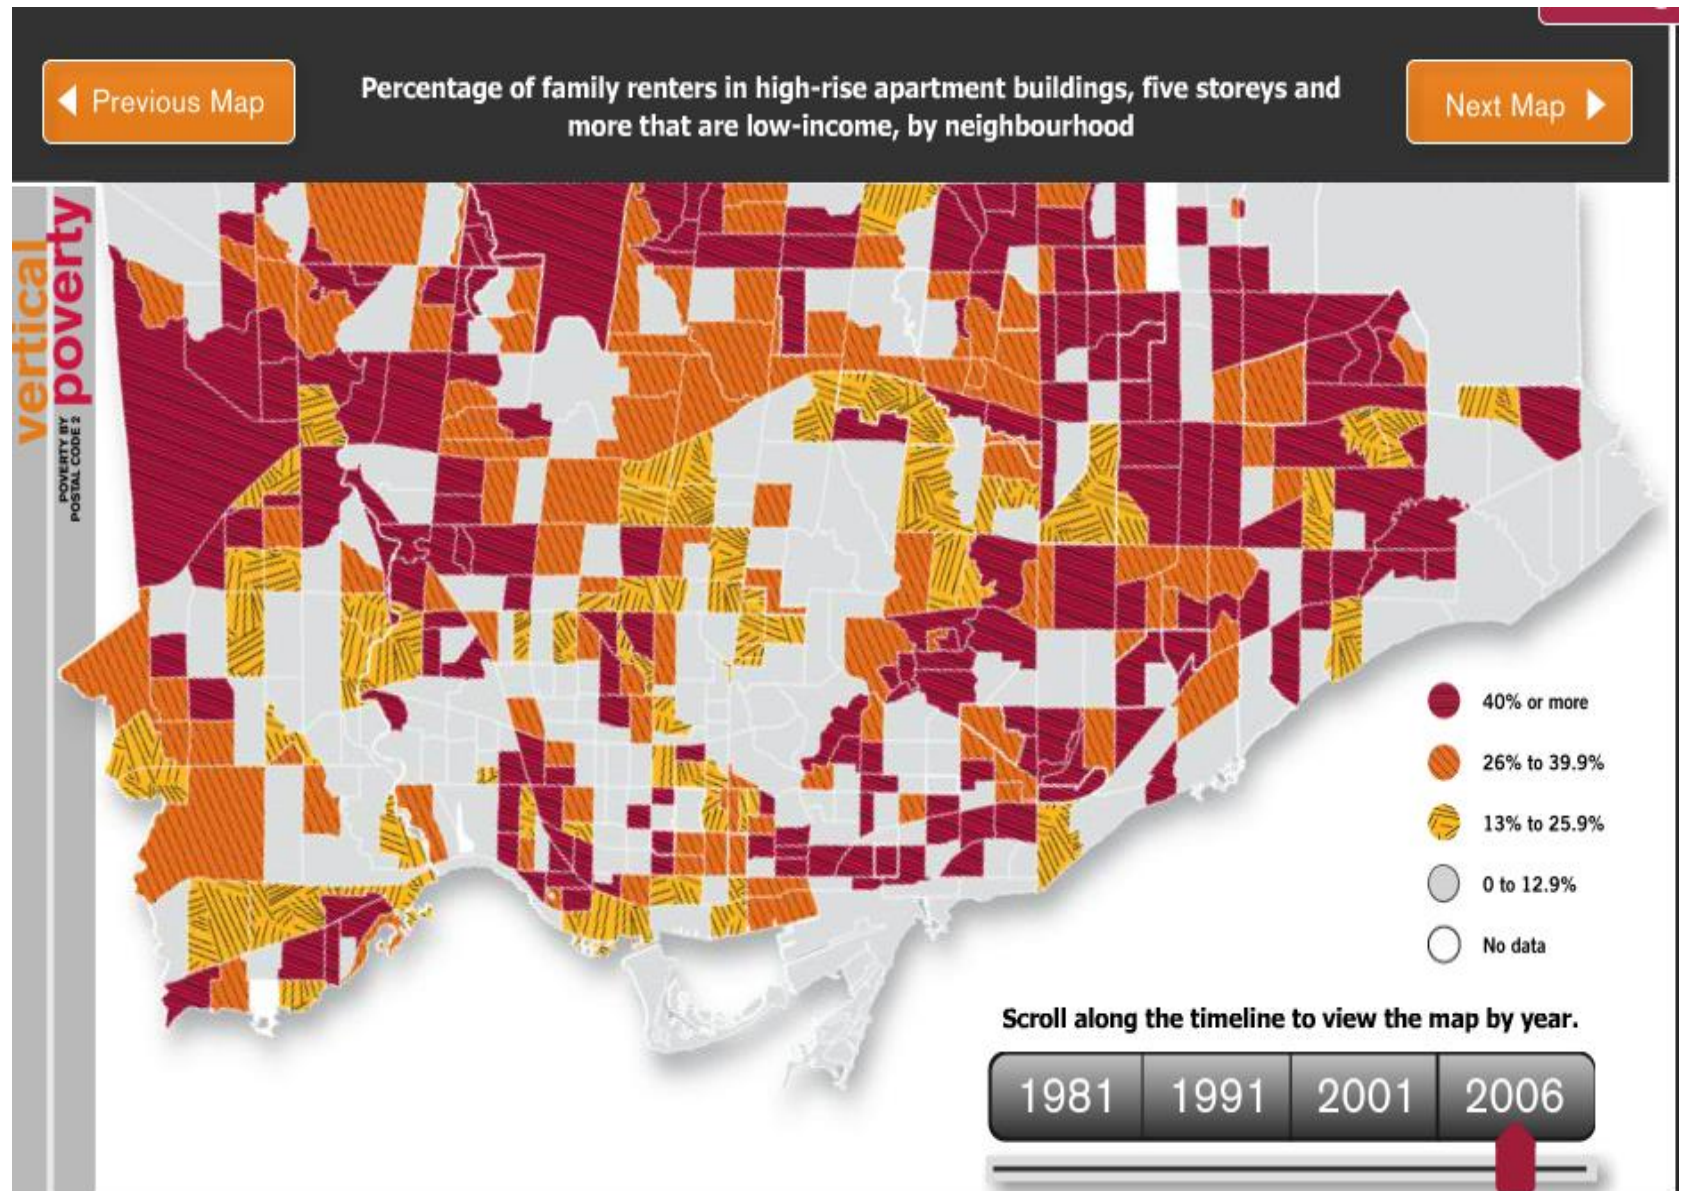 Previous Map
Percentage of family renters in high-rise apartment buildings, five storeys and
more that are low-income, by neighbourhood
Next Map
vertical
poverty
POVERTY BY
POSTAL CODE 2
40% or more
26% to 39.9%
13% to 25.9%
0 to 12.9%
No data
Scroll along the timeline to view the map by year.
1981
1991
2001
2006